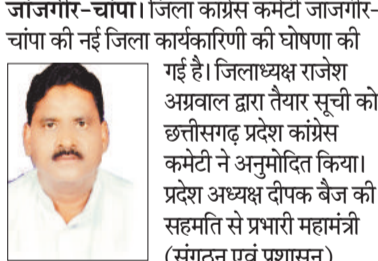 जांजगीर-चांपा। जिला कांग्रेस कमेटी जांजगीर-
चांपा की नई जिला कार्यकारिणी की घोषणा की
गई है। जिलाध्यक्ष राजेश
अग्रवाल द्वारा तैयार सूची को
छत्तीसगढ़ प्रदेश कांग्रेस
कमेटी ने अनुमोदित किया।
प्रदेश अध्यक्ष दीपक बैज की
सहमति से प्रभारी महामंत्री
(संगठन एवं प्रशासन)